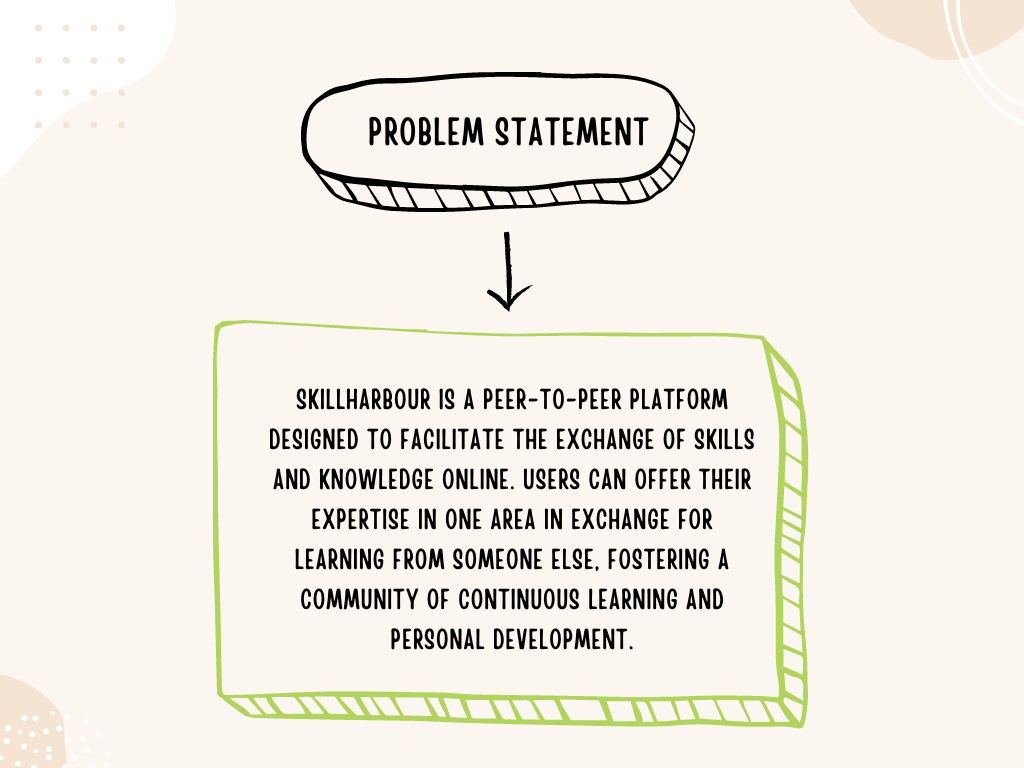 PROBLEM STATEMENT
SKILLHARBOUR IS A PEER-TO-PEER PLATFORM
DESIGNED TO FACILITATE THE EXCHANGE OF SKILLS
AND KNOWLEDGE ONLINE. USERS CAN OFFER THEIR
EXPERTISE IN ONE AREA IN EXCHANGE FOR
LEARNING FROM SOMEONE ELSE, FOSTERING A
COMMUNITY OF CONTINUOUS LEARNING AND
PERSONAL DEVELOPMENT.